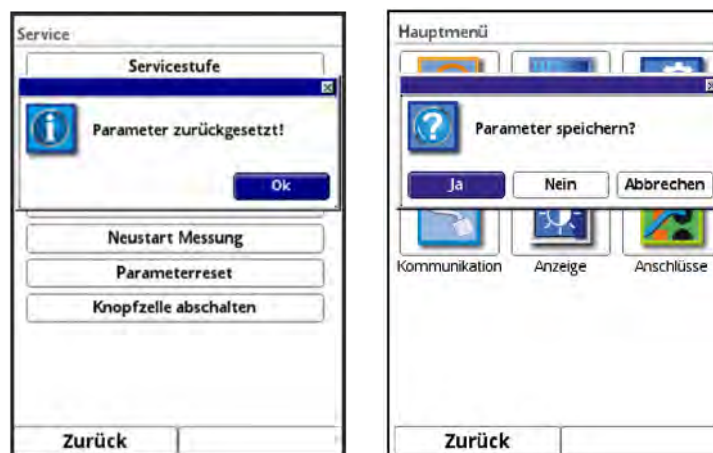 Service
Servicestufe
Parameter zurückgesetzt!
Ok
Neustart Messung
Parameterreset
Knopfzelle abschalten
Zurück
Hauptmenü
Parameter speichern?
Ja Nein Abbrechen
Kommunikation Anzeige Anschlüsse
Zurück